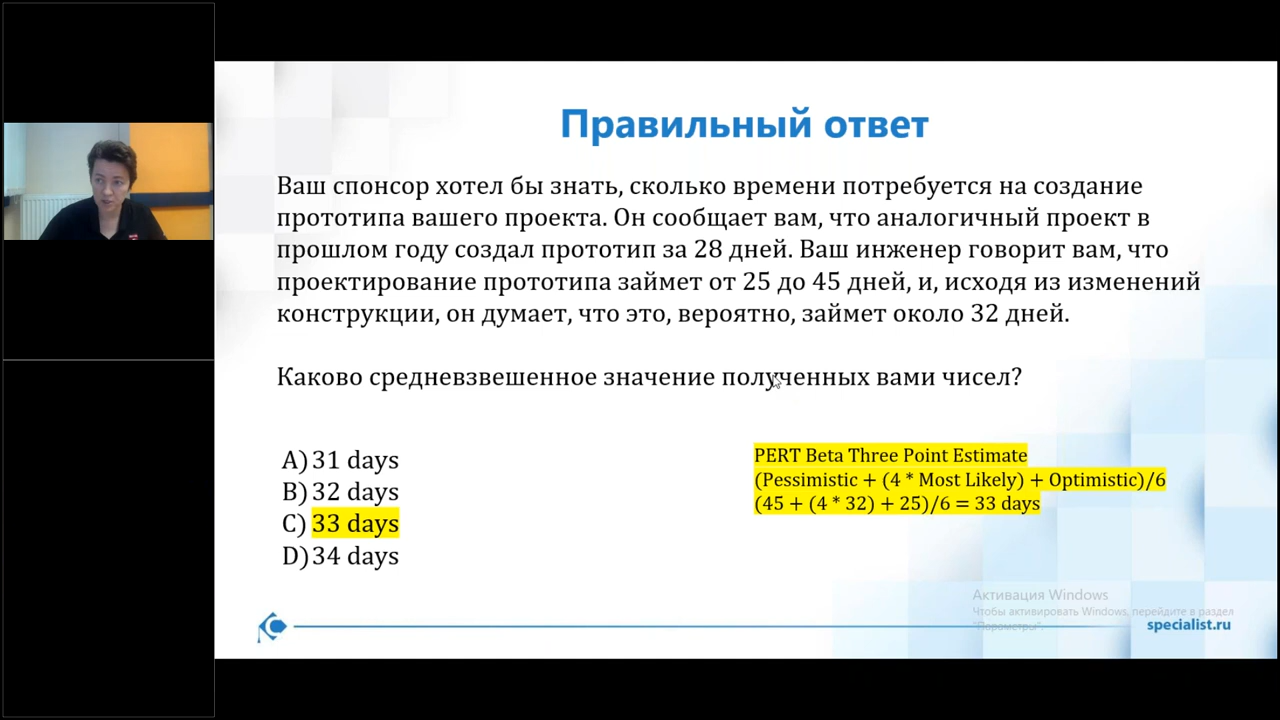 Правильный ответ
Ваш спонсор хотел бы знать, сколько времени потребуется на создание
прототипа вашего проекта. Он сообщает вам, что аналогичный проект в
прошлом году создал прототип за 28 дней. Ваш инженер говорит вам, что
проектирование прототипа займет от 25 до 45 дней, и, исходя из изменений
конструкции, он думает, что это, вероятно, займет около 32 дней.
Каково средневзвешенное значение полученных вами чисел?
A) 31 days
B) 32 days
C) 33 days
D) 34 days
PERT Beta Three Point Estimate
(Pessimistic + (4 * Most Likely) + Optimistic)/6
(45 + (4 * 32) + 25)/6 = 33 days
Активация Windows
Чтобы активировать Windows, перейдите в раздел
"Параметры".
specialist.ru